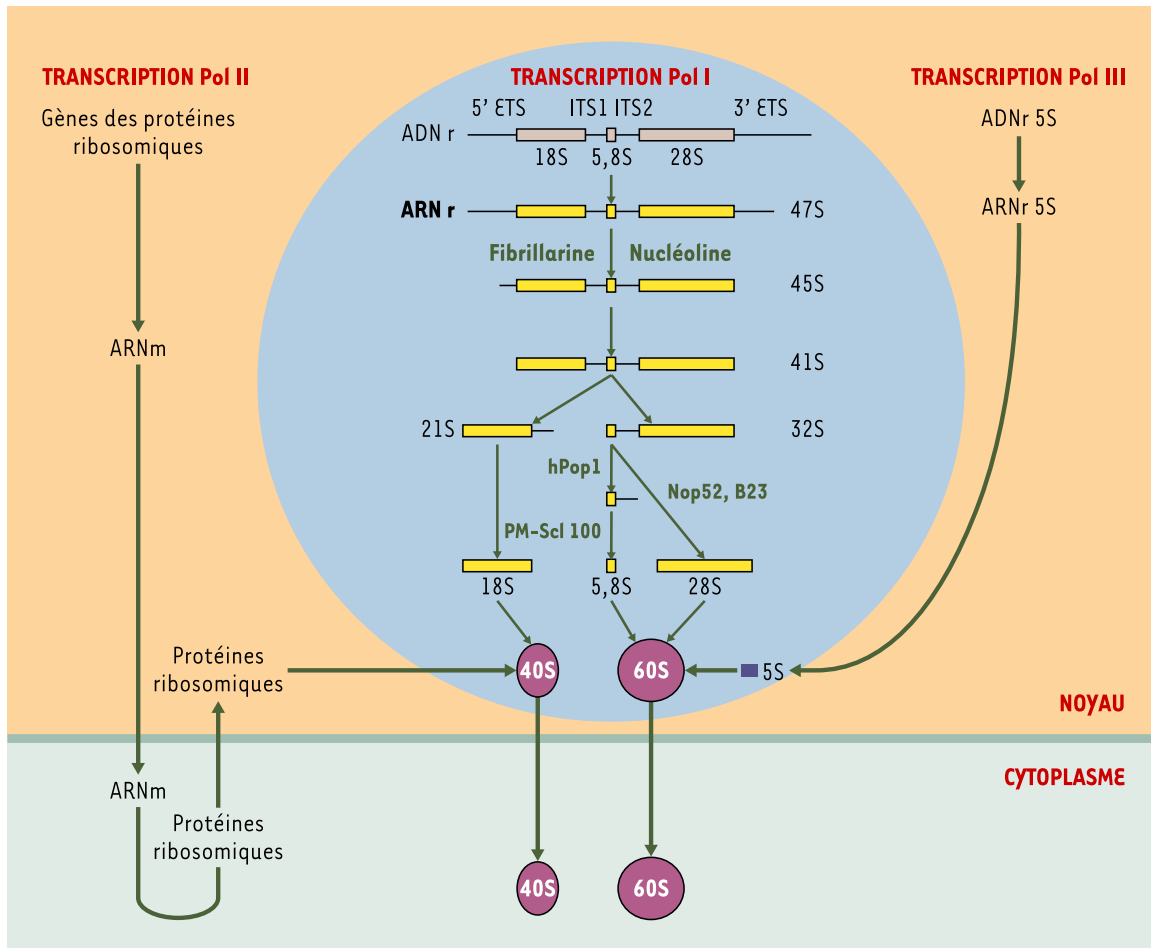 TRANSCRIPTION Pol II
Gènes des protéines
ribosomiques
ARNm
Protéines
ribosomiques
ARNm
Protéines
ribosomiques
TRANSCRIPTION Pol I
5' ETS ITS1 ITS2 3' ETS
ADN r
18S 5,8S 28S
ARN r 47S
Fibrillarine Nucléoline
45S
41S
21S 32S
hPop1
Nop52, B23
PM-Scl 100
18S 5,8S 28S
40S 60S 5S
40S 60S
TRANSCRIPTION Pol III
ADNr 5S
ARNr 5S
NOYAU
CYTOPLASME